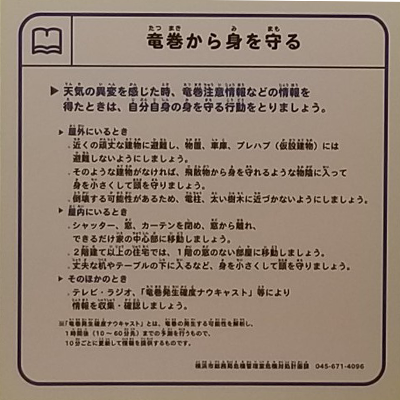 竜巻から身を守る
▶天気の異変を感じた時、竜巻注意情報などの情報を
得たときは、自分自身の身を守る行動をとりましょう。
▶屋外にいるとき
．近くの頑丈な建物に避難し、物置、車庫、プレハブ（仮設建物）には
避難しないようにしましょう。
．そのような建物がなければ、飛散物から身を守れるような物陰に入って
身を小さくして頭を守りましょう。
．倒壊する可能性があるため、電柱、太い樹木に近づかないようにしましょう。
▶屋内にいるとき
．シャッター、窓、カーテンを閉め、窓から離れ、
できるだけ家の中心部に移動しましょう。
．2階建て以上の住宅では、1階の窓のない部屋に移動しましょう。
．丈夫な机やテーブルの下に入るなど、身を小さくして頭を守りましょう。
▶そのほかのとき
．テレビ・ラジオ、「竜巻発生確度ナウキャスト」等により
情報を収集・確認しましょう。
※「竜巻発生確度ナウキャスト」とは、竜巻の発生する可能性を解析し、
1時間後（10～60分先）までの予測を行うもので、
10分ごとに更新して情報を提供するものです。
横浜市総務局危機管理室危機対処計画課 045-671-4096